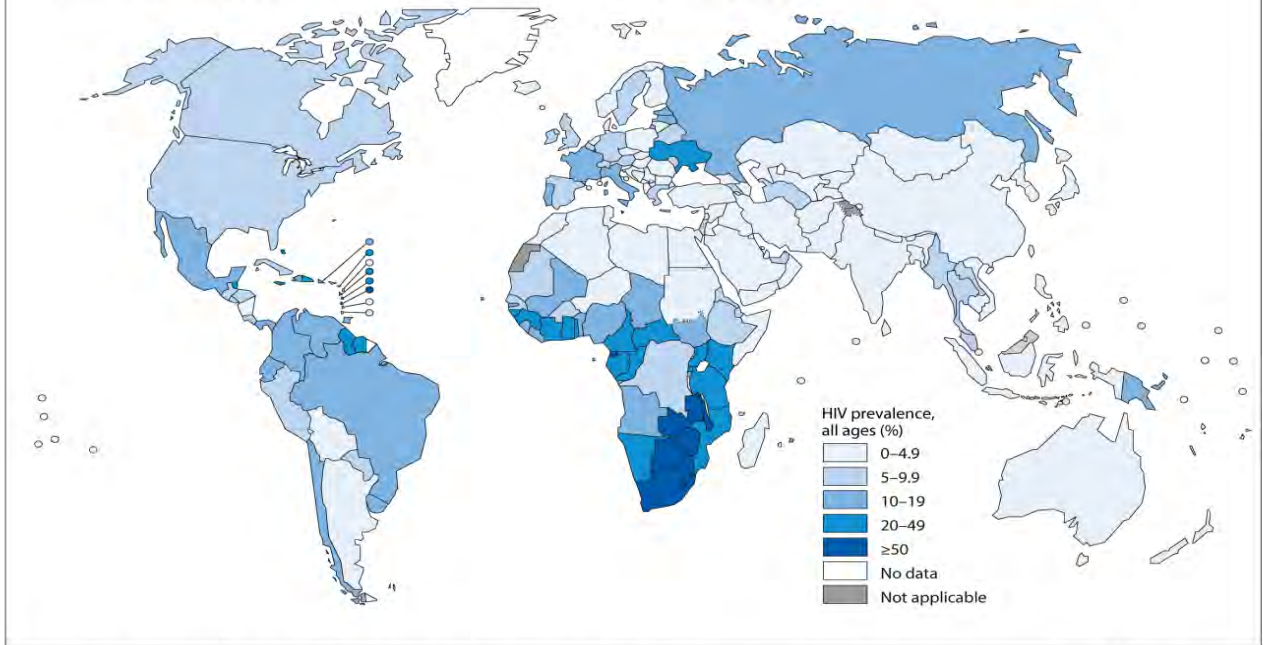 HIV prevalence,
all ages (%)
0–4.9
5–9.9
10–19
20–49
≥50
No data
Not applicable